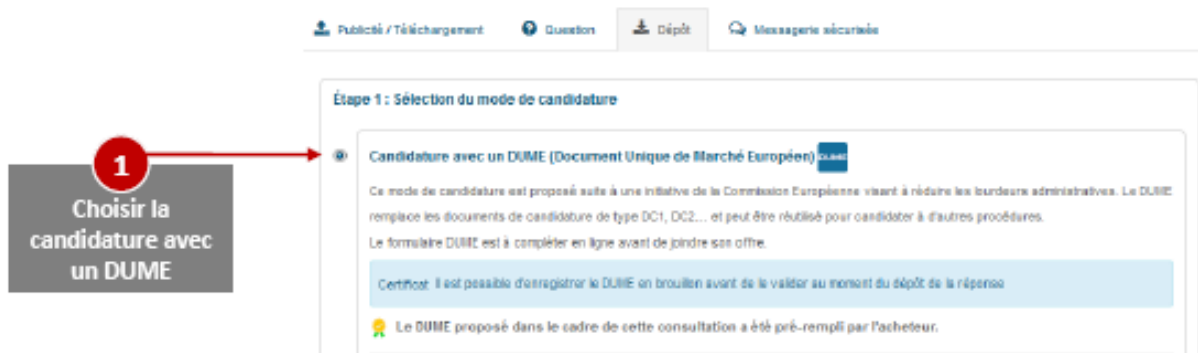 Publicité / Téléchargement
Question
Dépôt
Messagerie sécurisée
Étape 1 : Sélection du mode de candidature
1
Choisir la
candidature avec
un DUME
Candidature avec un DUME (Document Unique de Marché Européen) DUME
Ce mode de candidature est proposé suite à une initiative de la Commission Européenne visant à réduire les lourdeurs administratives. Le DUME
remplace les documents de candidature de type DC1, DC2... et peut être réutilisé pour candidater à d'autres procédures.
Le formulaire DUME est à compléter en ligne avant de joindre son offre.
Certificat Il est possible d'enregistrer le DUME en brouillon avant de le valider au moment du dépôt de la réponse
Le DUME proposé dans le cadre de cette consultation a été pré-rempli par l'acheteur.